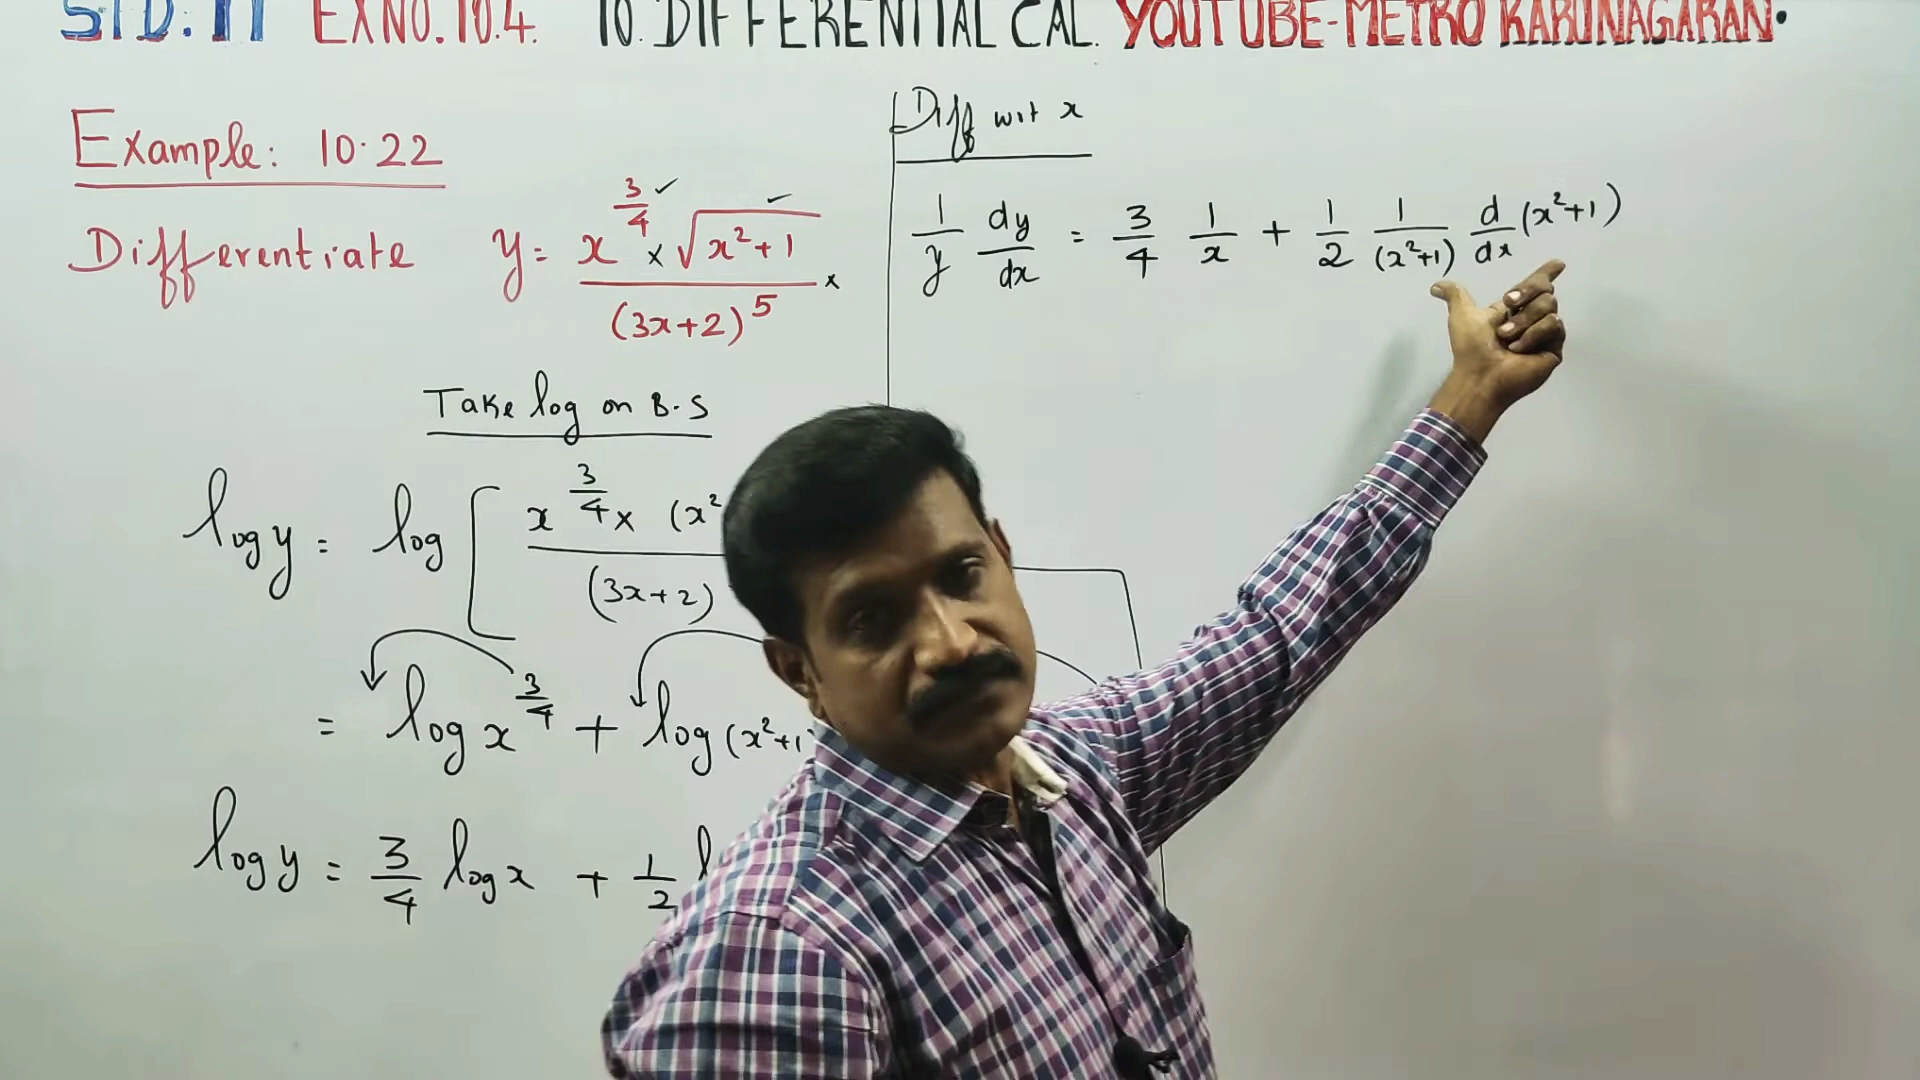 STD. 11 EXNO. 10.4. 10. DIFFERENTIAL CAL. YOUTUBE-METRO KARUNAGARAN.
Example: 10.22
Differentiate y = x^(3/4) × √(x²+1) / (3x+2)^5 ×
Take log on B.S
log y = log [ x^(3/4) × (x² / (3x+2)
= log x^(3/4) + log (x²+1)
log y = 3/4 log x + 1/2 l
Diff wrt x
1/y dy/dx = 3/4 1/x + 1/2 1/(x²+1) d/dx (x²+1)